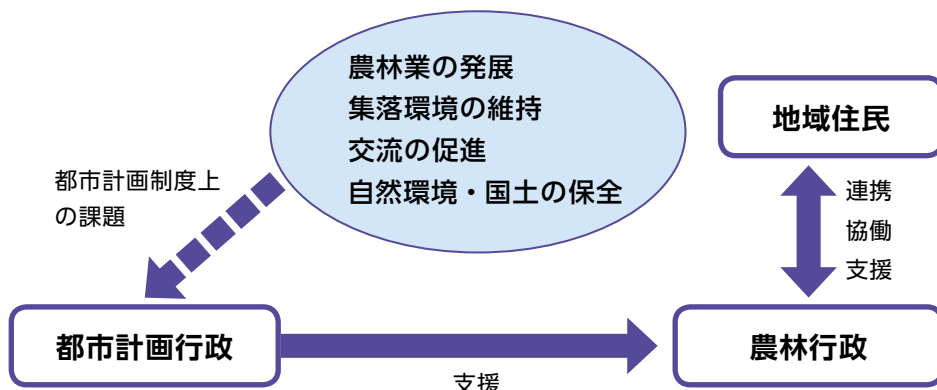 農林業の発展
集落環境の維持
交流の促進
自然環境・国土の保全
地域住民
都市計画制度上
の課題
連携
協働
支援
都市計画行政
農林行政
支援